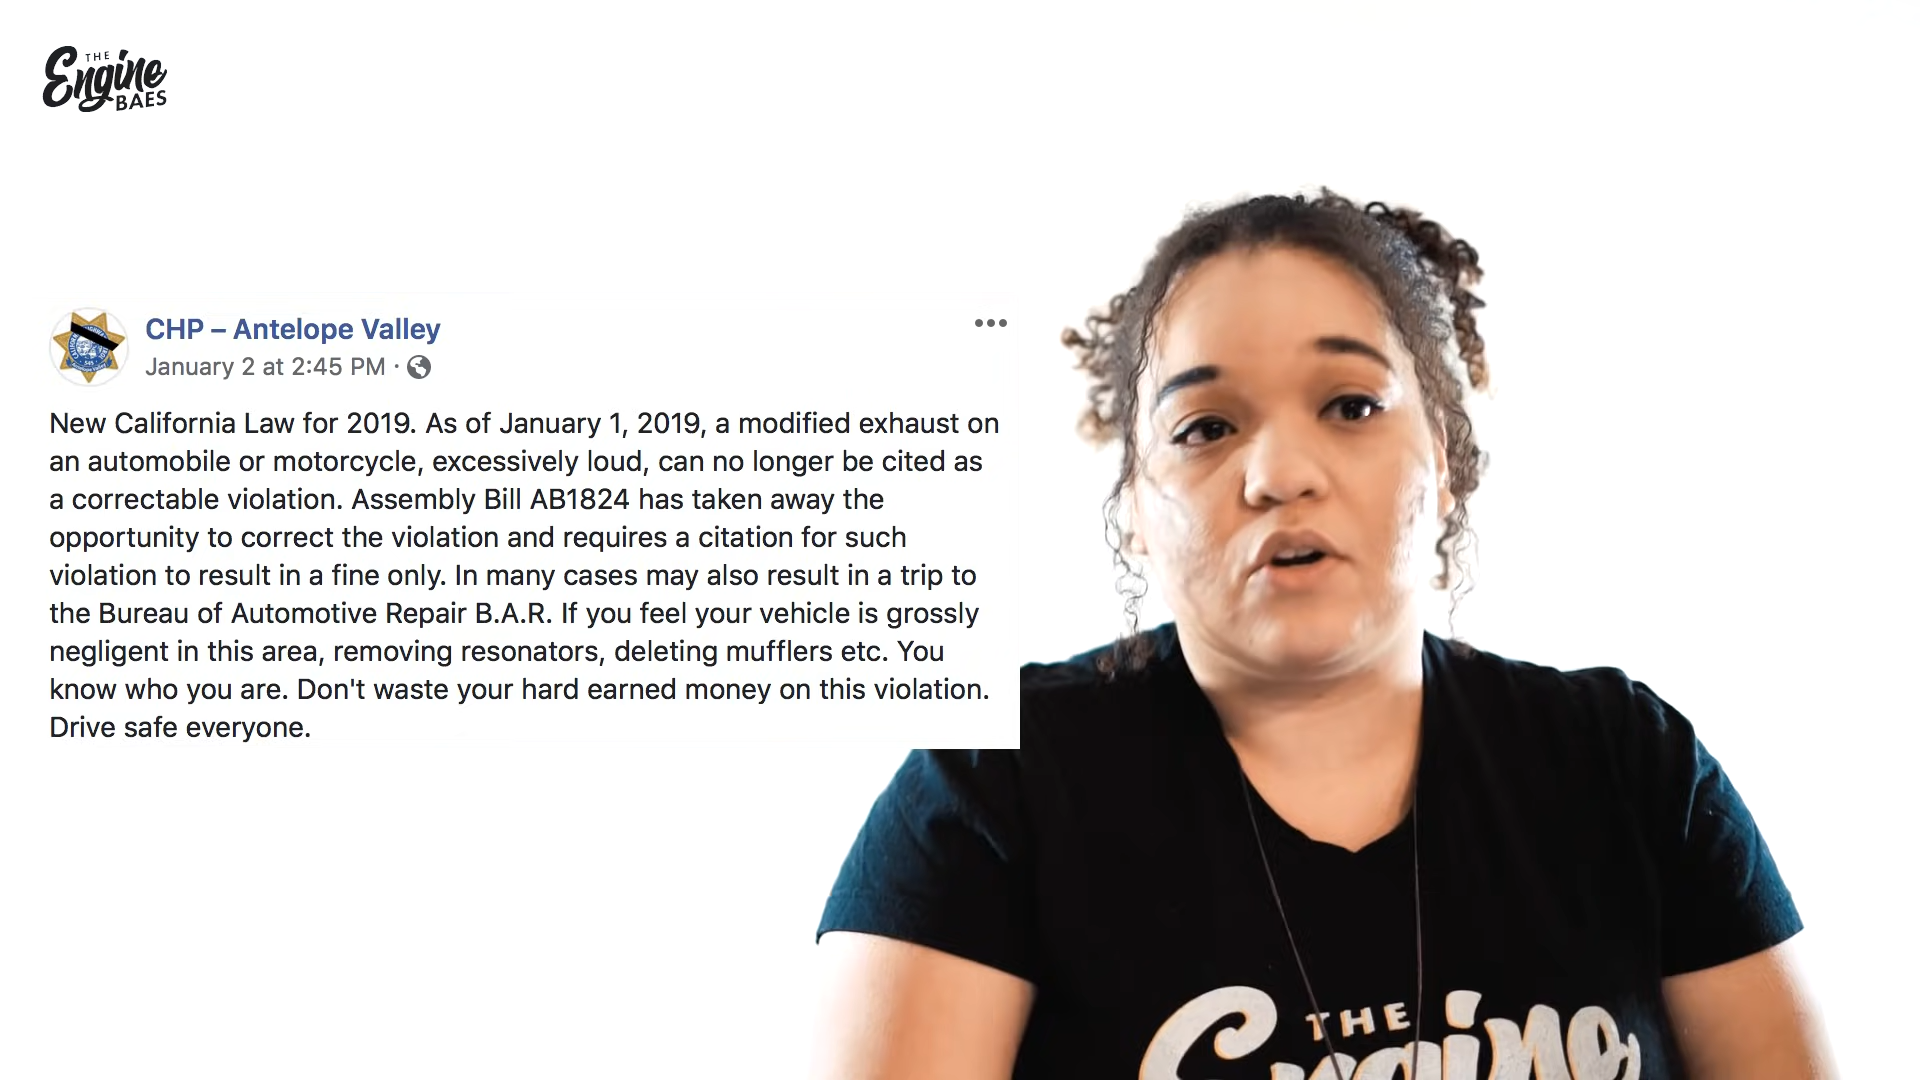 THE
Engine
BAES
CHP – Antelope Valley
January 2 at 2:45 PM ·
New California Law for 2019. As of January 1, 2019, a modified exhaust on
an automobile or motorcycle, excessively loud, can no longer be cited as
a correctable violation. Assembly Bill AB1824 has taken away the
opportunity to correct the violation and requires a citation for such
violation to result in a fine only. In many cases may also result in a trip to
the Bureau of Automotive Repair B.A.R. If you feel your vehicle is grossly
negligent in this area, removing resonators, deleting mufflers etc. You
know who you are. Don't waste your hard earned money on this violation.
Drive safe everyone.
THE
Engine